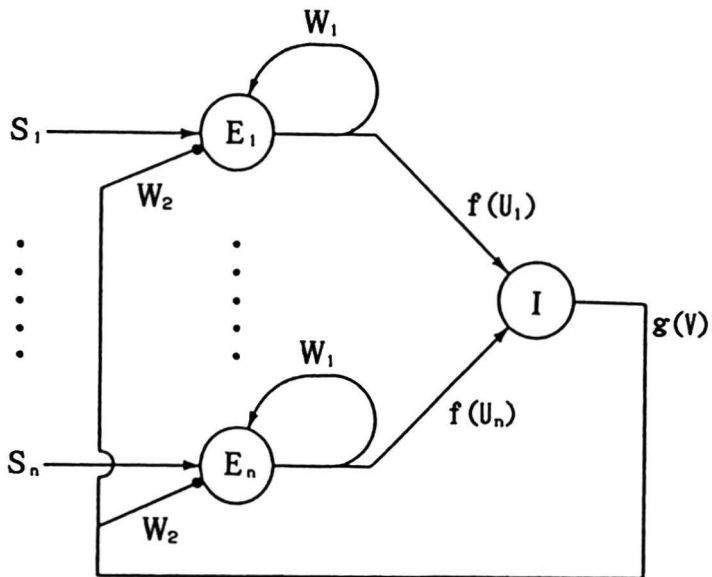 W₁
S₁
E₁
W₂
f(U₁)
I
g(V)
W₁
f(Uₙ)
Sₙ
Eₙ
W₂